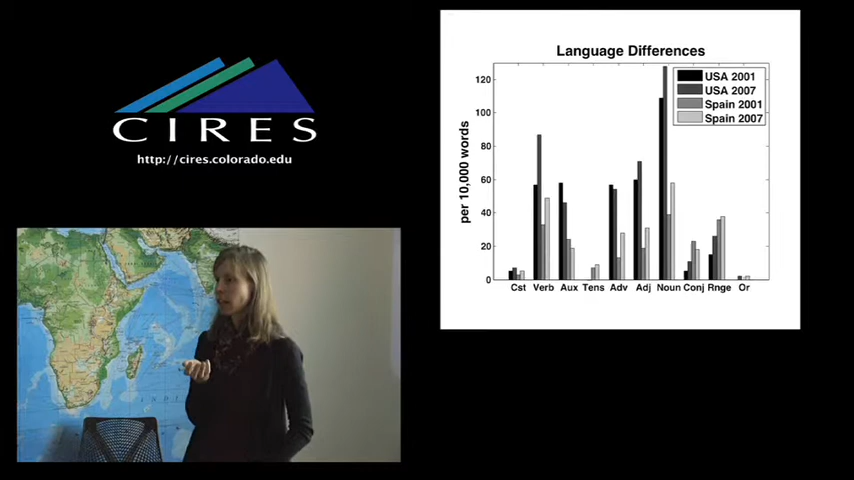 CIRES
http://cires.colorado.edu
Language Differences
USA 2001
USA 2007
Spain 2001
Spain 2007
per 10,000 words
120
100
80
60
40
20
0
Cst Verb Aux Tens Adv Adj Noun Conj Rnge Or